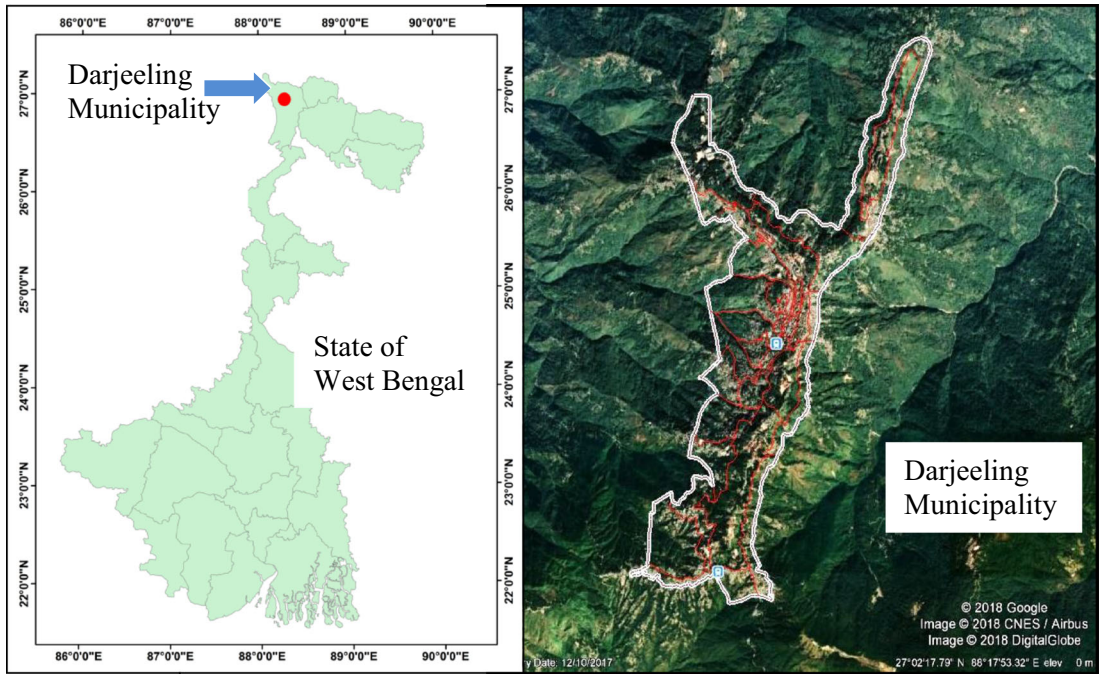 86°0'0"E 87°0'0"E 88°0'0"E 89°0'0"E 90°0'0"E
27°0'0"N
26°0'0"N
25°0'0"N
24°0'0"N
23°0'0"N
22°0'0"N
Darjeeling
Municipality
State of
West Bengal
27°0'0"N
26°0'0"N
25°0'0"N
24°0'0"N
23°0'0"N
22°0'0"N
86°0'0"E 87°0'0"E 88°0'0"E 89°0'0"E 90°0'0"E
Darjeeling
Municipality
© 2018 Google
Image © 2018 CNES / Airbus
Image © 2018 DigitalGlobe
y Date: 12/10/2017 27°02'17.79" N 88°17'53.32" E elev 0 m